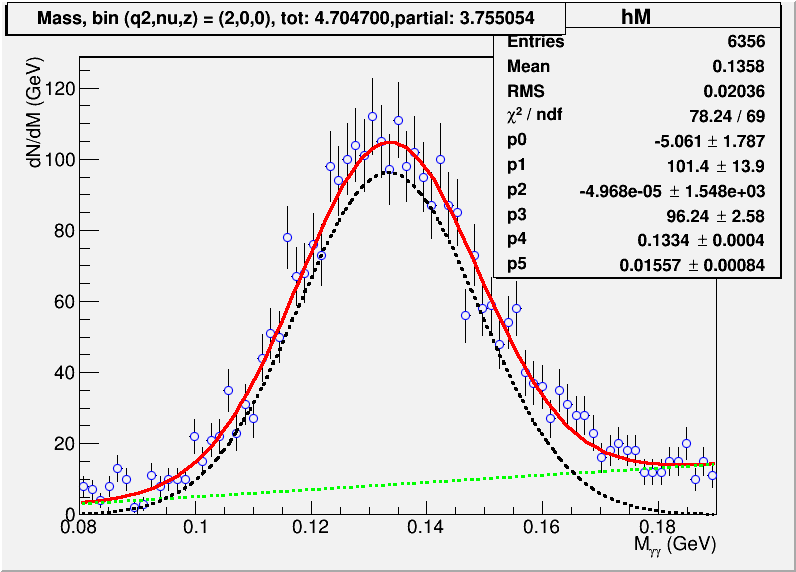 Mass, bin (q2,nu,z) = (2,0,0), tot: 4.704700,partial: 3.755054
hM
Entries 6356
Mean 0.1358
RMS 0.02036
χ² / ndf 78.24 / 69
p0 -5.061 ± 1.787
p1 101.4 ± 13.9
p2 -4.968e-05 ± 1.548e+03
p3 96.24 ± 2.58
p4 0.1334 ± 0.0004
p5 0.01557 ± 0.00084
dN/dM (GeV)
120
100
80
60
40
20
0
0.08 0.1 0.12 0.14 0.16 0.18
Mγγ (GeV)